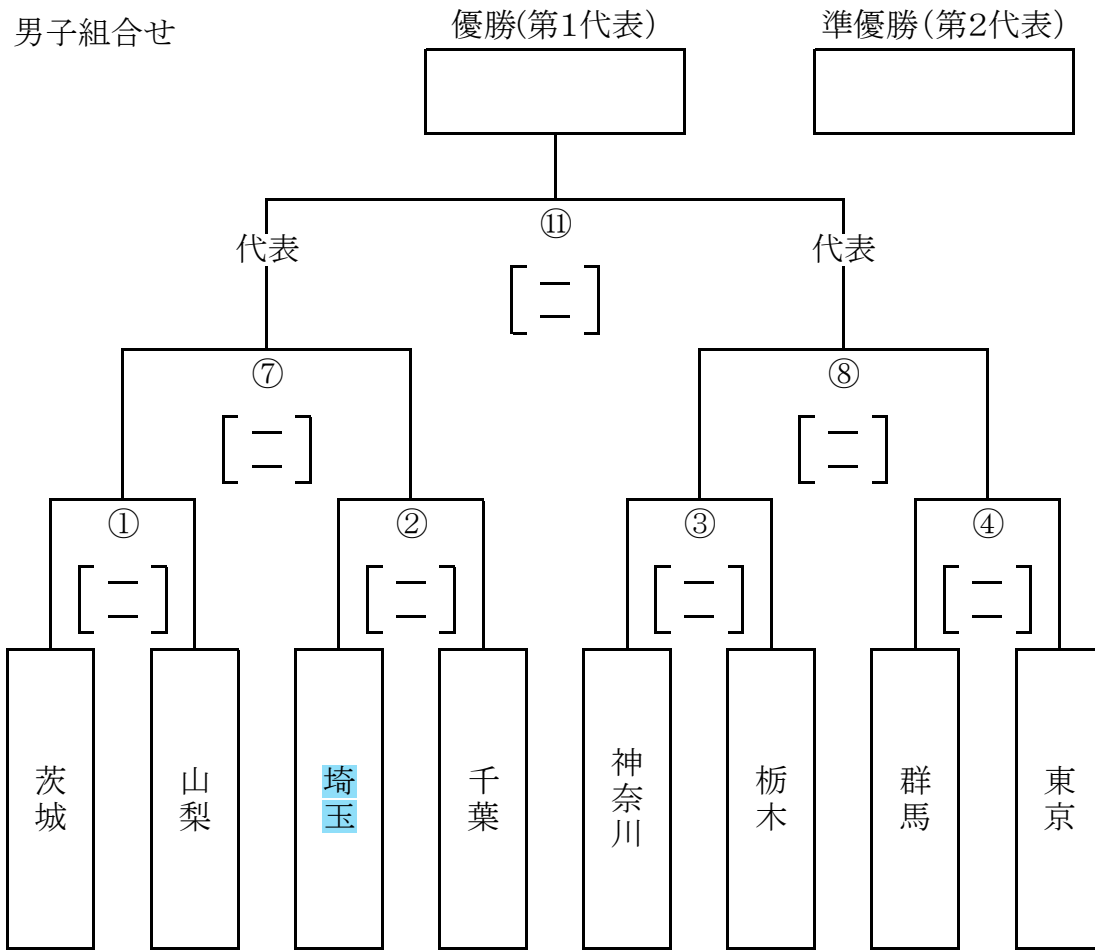 男子組合せ
優勝(第1代表)
準優勝(第2代表)
⑪
代表
代表
⑦
⑧
①
②
③
④
茨城
山梨
埼玉
千葉
神奈川
栃木
群馬
東京